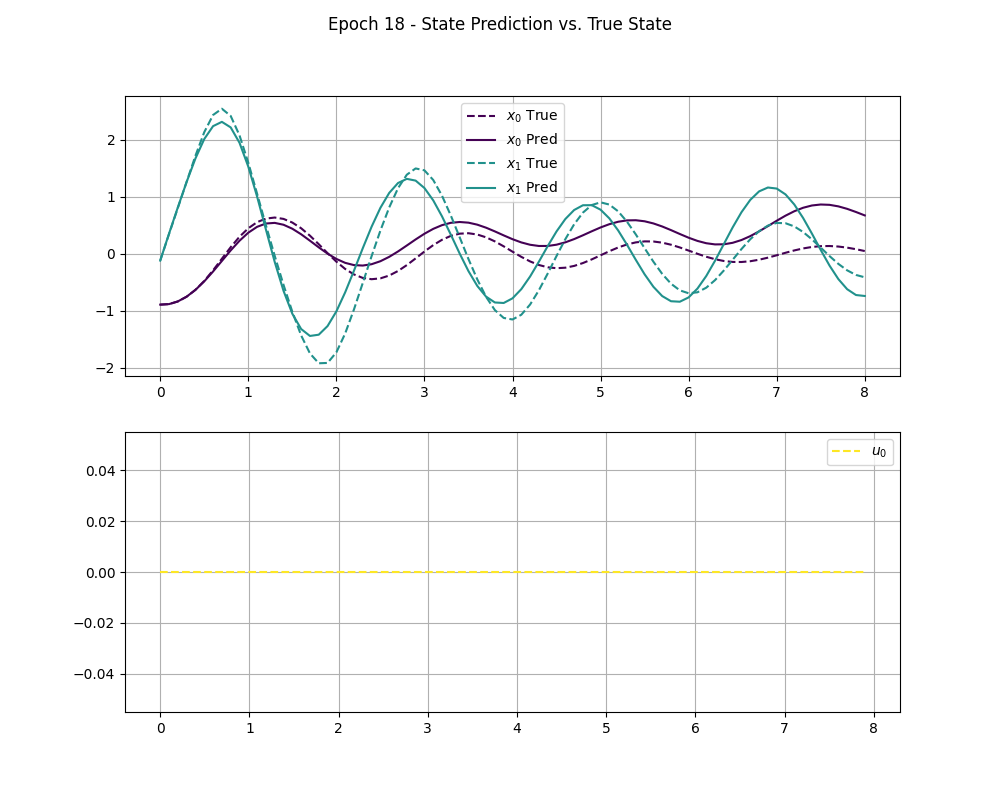 Epoch 18 - State Prediction vs. True State
2
1
0
−1
−2
x₀ True
x₀ Pred
x₁ True
x₁ Pred
0 1 2 3 4 5 6 7 8
0.04
0.02
0.00
−0.02
−0.04
u₀
0 1 2 3 4 5 6 7 8